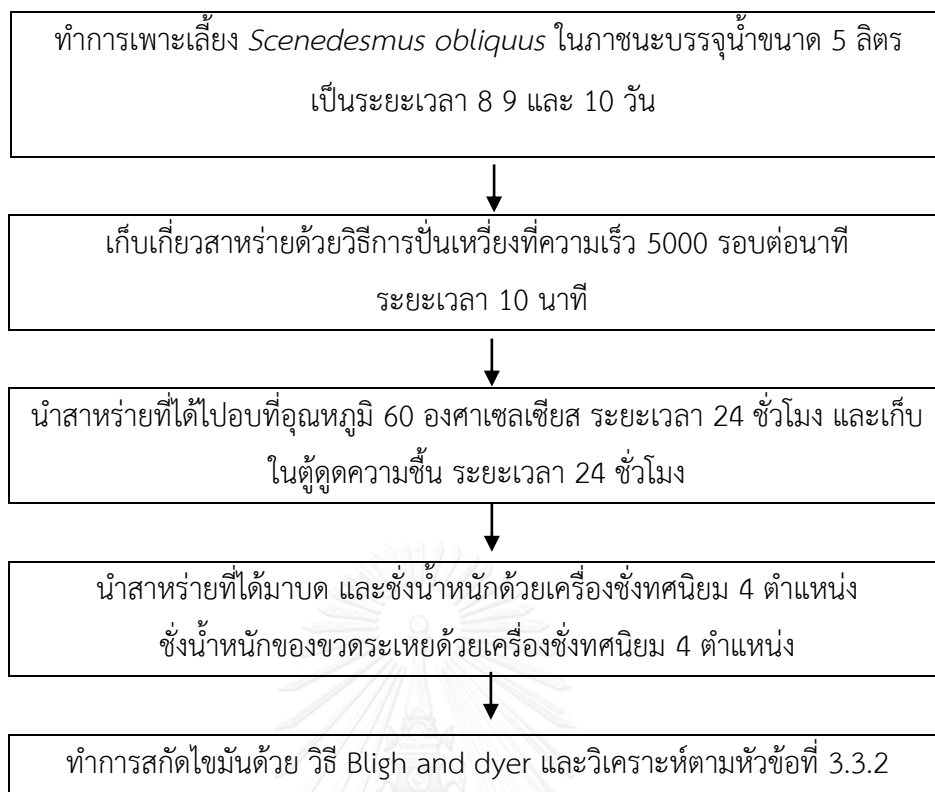 ทำการเพาะเลี้ยง Scenedesmus obliquus ในภาชนะบรรจุน้ำขนาด 5 ลิตร
เป็นระยะเวลา 8 9 และ 10 วัน
เก็บเกี่ยวสาหร่ายด้วยวิธีการปั่นเหวี่ยงที่ความเร็ว 5000 รอบต่อนาที
ระยะเวลา 10 นาที
นำสาหร่ายที่ได้ไปอบที่อุณหภูมิ 60 องศาเซลเซียส ระยะเวลา 24 ชั่วโมง และเก็บ
ในตู้ดูดความชื้น ระยะเวลา 24 ชั่วโมง
นำสาหร่ายที่ได้มาบด และชั่งน้ำหนักด้วยเครื่องชั่งทศนิยม 4 ตำแหน่ง
ชั่งน้ำหนักของขวดระเหยด้วยเครื่องชั่งทศนิยม 4 ตำแหน่ง
ทำการสกัดไขมันด้วย วิธี Bligh and dyer และวิเคราะห์ตามหัวข้อที่ 3.3.2